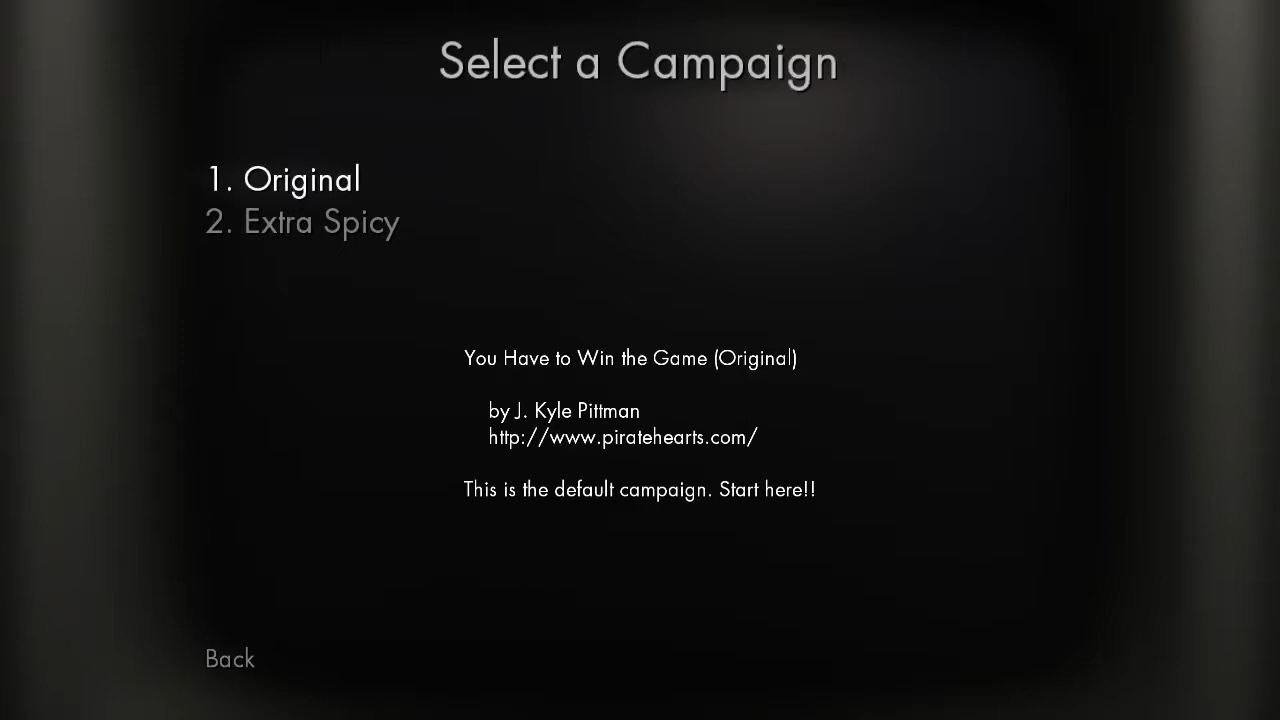 Select a Campaign
1. Original
2. Extra Spicy
You Have to Win the Game (Original)
by J. Kyle Pittman
http://www.piratehearts.com/
This is the default campaign. Start here!!
Back